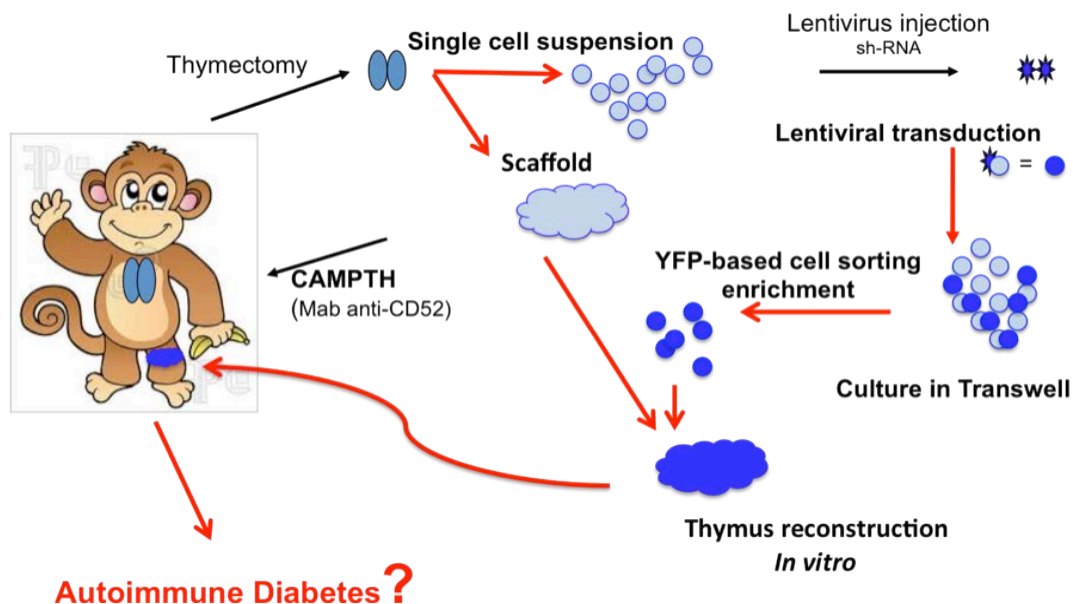 Thymectomy
Single cell suspension
Lentivirus injection
sh-RNA
Lentiviral transduction
=
Scaffold
CAMPTH
(Mab anti-CD52)
YFP-based cell sorting
enrichment
Culture in Transwell
Thymus reconstruction
In vitro
Autoimmune Diabetes?